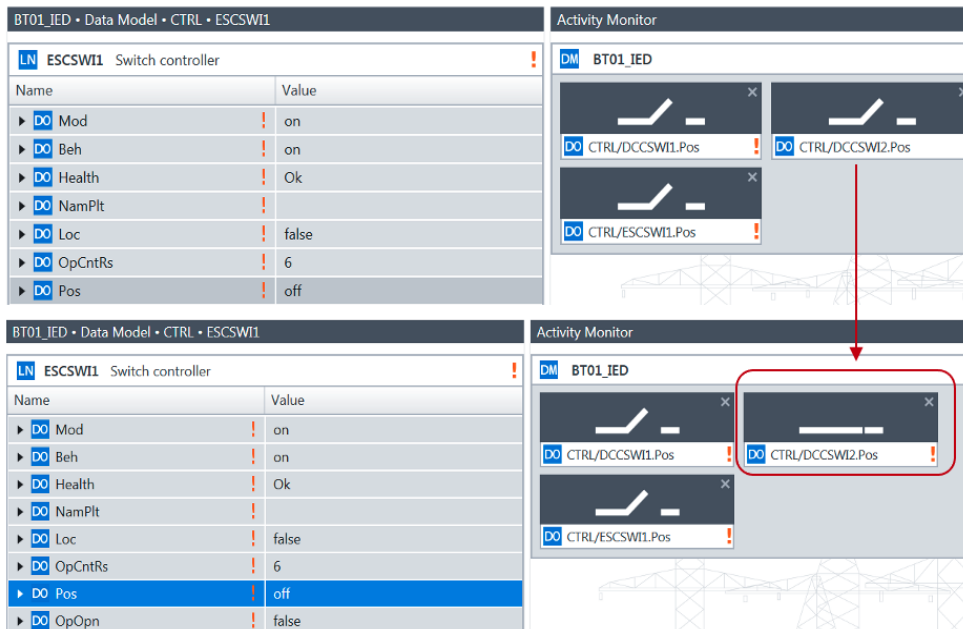 BT01_IED • Data Model • CTRL • ESCSWI1
LN ESCSWI1 Switch controller !
Name Value
DO Mod ! on
DO Beh ! on
DO Health ! Ok
DO NamPlt !
DO Loc ! false
DO OpCntRs ! 6
DO Pos ! off
Activity Monitor
DM BT01_IED
DO CTRL/DCCSWI1.Pos !
DO CTRL/DCCSWI2.Pos
DO CTRL/ESCSWI1.Pos !
BT01_IED • Data Model • CTRL • ESCSWI1
LN ESCSWI1 Switch controller !
Name Value
DO Mod ! on
DO Beh ! on
DO Health ! Ok
DO NamPlt !
DO Loc ! false
DO OpCntRs ! 6
DO Pos ! off
DO OpOpn ! false
Activity Monitor
DM BT01_IED
DO CTRL/DCCSWI1.Pos !
DO CTRL/DCCSWI2.Pos !
DO CTRL/ESCSWI1.Pos !